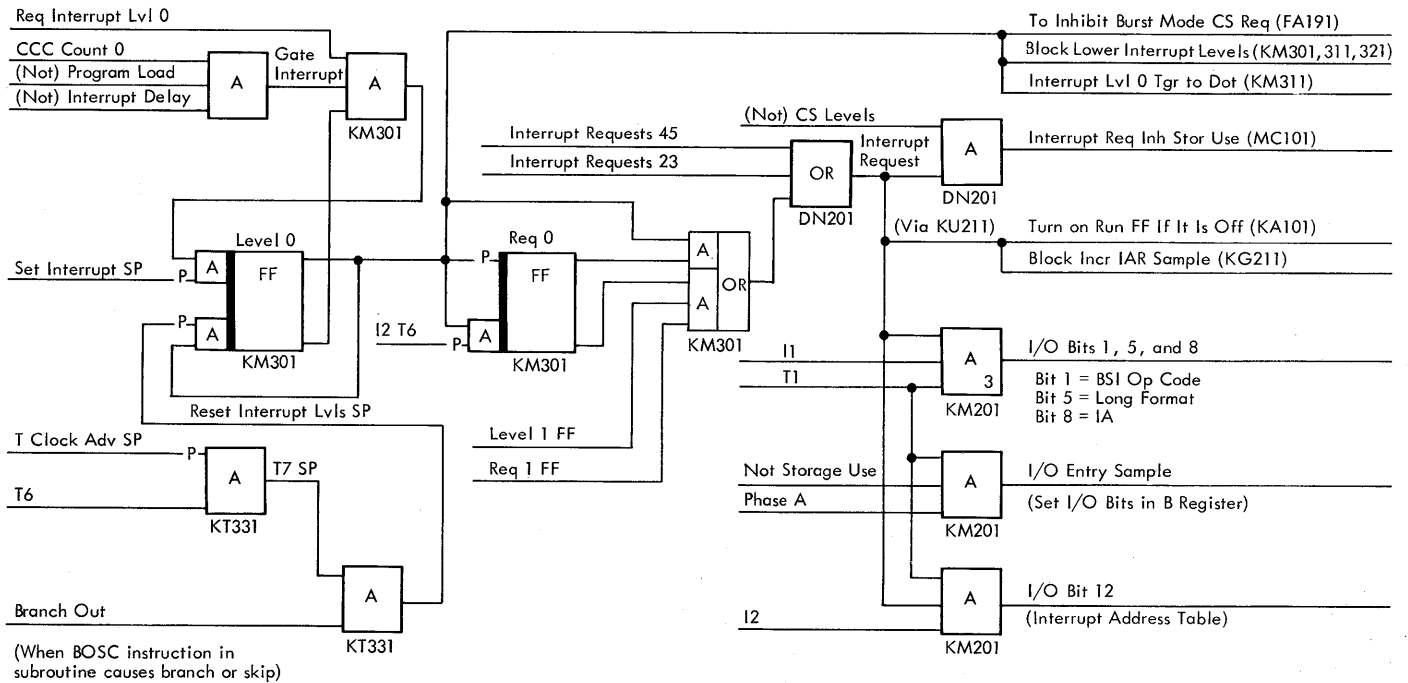 Req Interrupt Lvl 0
CCC Count 0
(Not) Program Load
(Not) Interrupt Delay
A
Gate
Interrupt
A
KM301
To Inhibit Burst Mode CS Req (FA191)
Block Lower Interrupt Levels (KM301, 311, 321)
Interrupt Lvl 0 Tgr to Dot (KM311)
(Not) CS Levels
Interrupt Requests 45
Interrupt Requests 23
OR
DN201
Interrupt
Request
A
DN201
Interrupt Req Inh Stor Use (MC101)
(Via KU211)
Turn on Run FF If It Is Off (KA101)
Block Incr IAR Sample (KG211)
Level 0
A
FF
Set Interrupt SP
P
P
A
KM301
Req 0
P
FF
I2 T6
P
A
KM301
A
OR
A
KM301
Reset Interrupt Lvls SP
Level 1 FF
Req 1 FF
I1
T1
A
3
KM201
I/O Bits 1, 5, and 8
Bit 1 = BSI Op Code
Bit 5 = Long Format
Bit 8 = IA
T Clock Adv SP
P
A
T7 SP
T6
KT331
Not Storage Use
Phase A
A
KM201
I/O Entry Sample
(Set I/O Bits in B Register)
Branch Out
A
KT331
I2
A
KM201
I/O Bit 12
(Interrupt Address Table)
(When BOSC instruction in
subroutine causes branch or skip)